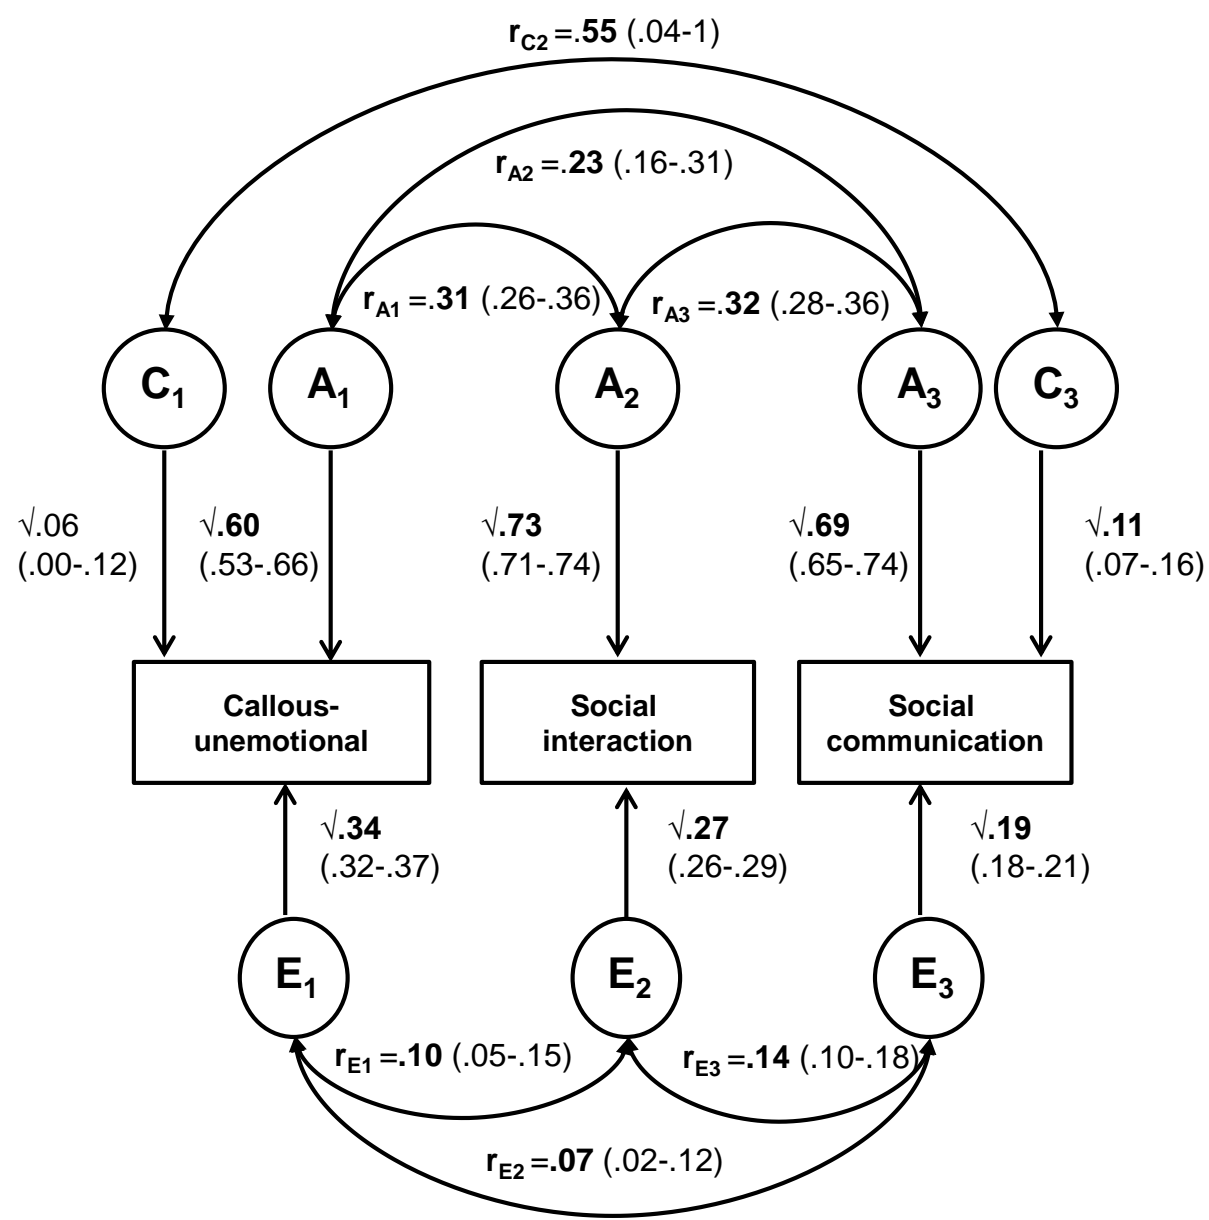 rC2 =.55 (.04-1)
rA2 =.23 (.16-.31)
rA1 =.31 (.26-.36)
rA3 =.32 (.28-.36)
C1
A1
A2
A3
C3
√.06
(.00-.12)
√.60
(.53-.66)
√.73
(.71-.74)
√.69
(.65-.74)
√.11
(.07-.16)
Callous-
unemotional
Social
interaction
Social
communication
√.34
(.32-.37)
√.27
(.26-.29)
√.19
(.18-.21)
E1
E2
E3
rE1 =.10 (.05-.15)
rE3 =.14 (.10-.18)
rE2 =.07 (.02-.12)